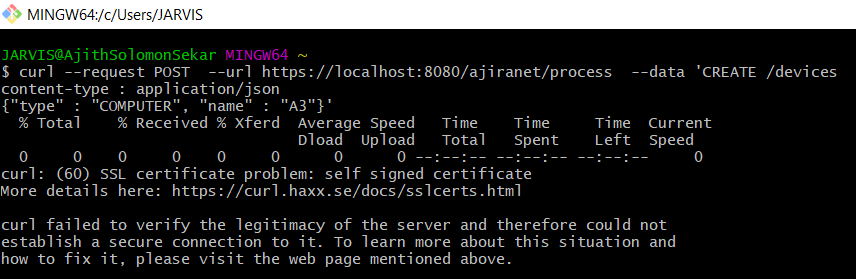 MINGW64:/c/Users/JARVIS
JARVIS@AjithSolomonSekar MINGW64 ~
$ curl --request POST  --url https://localhost:8080/ajiranet/process  --data 'CREATE /devices
content-type : application/json
{"type" : "COMPUTER", "name" : "A3"}'
  % Total    % Received % Xferd  Average Speed   Time    Time     Time  Current
                                 Dload  Upload   Total   Spent    Left  Speed
  0     0    0     0    0     0      0      0 --:--:-- --:--:-- --:--:--     0
curl: (60) SSL certificate problem: self signed certificate
More details here: https://curl.haxx.se/docs/sslcerts.html
curl failed to verify the legitimacy of the server and therefore could not
establish a secure connection to it. To learn more about this situation and
how to fix it, please visit the web page mentioned above.